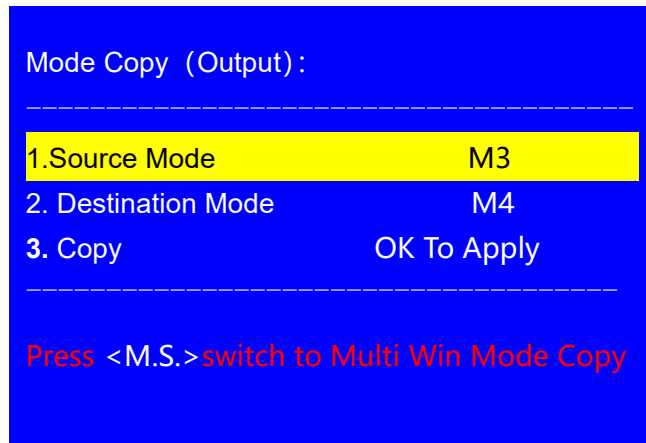 Mode Copy (Output):
1.Source Mode M3
2. Destination Mode M4
3. Copy OK To Apply
Press <M.S.>switch to Multi Win Mode Copy